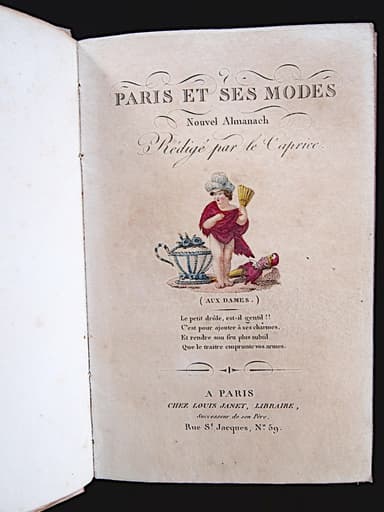 PARIS ET SES MODES
Nouvel Almanach
Rédigé par le Caprice.
(AUX DAMES.)
Le petit drôle, est-il gentil!!
C'est pour ajouter à ses charmes,
Et rendre son feu plus subtil
Que le traître emprunte vos armes.
A PARIS
CHEZ LOUIS JANET, LIBRAIRE,
Successeur de son Père,
Rue St Jacques, No 59.